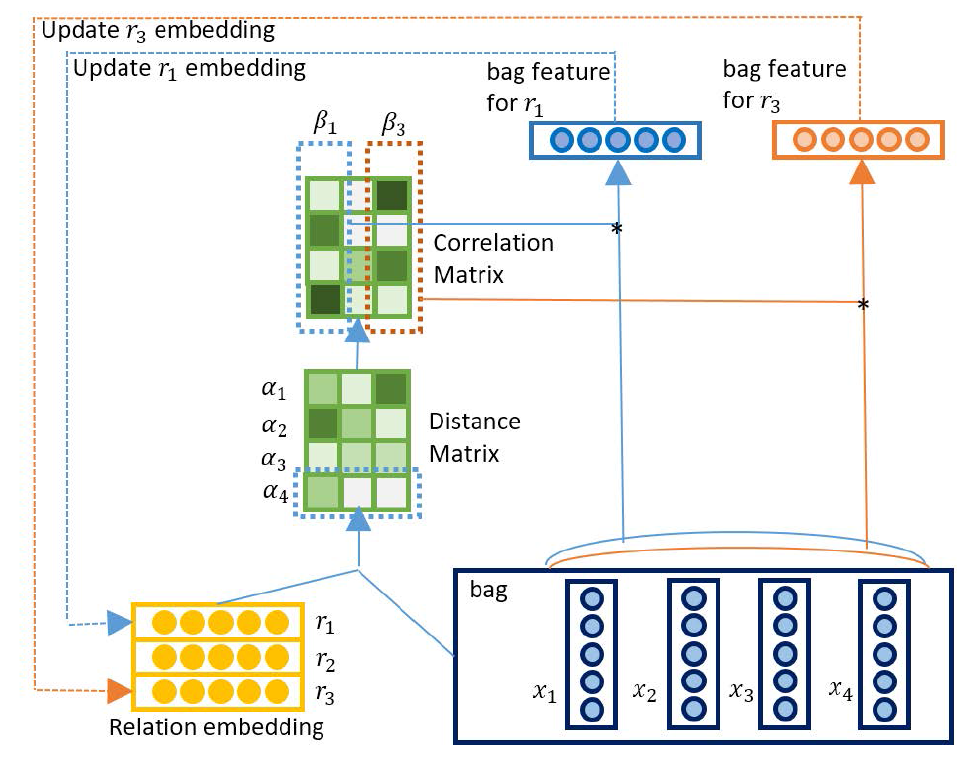 Update r₃ embedding
Update r₁ embedding
bag feature
for r₁
bag feature
for r₃
β₁
β₃
Correlation
Matrix
*
*
α₁
α₂
α₃
α₄
Distance
Matrix
bag
r₁
r₂
r₃
Relation embedding
x₁
x₂
x₃
x₄